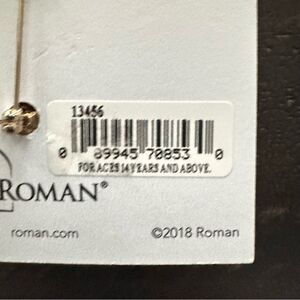 13456
0 89945 70853 0
FOR AGES 14 YEARS AND ABOVE.
ROMAN®
roman.com ©2018 Roman